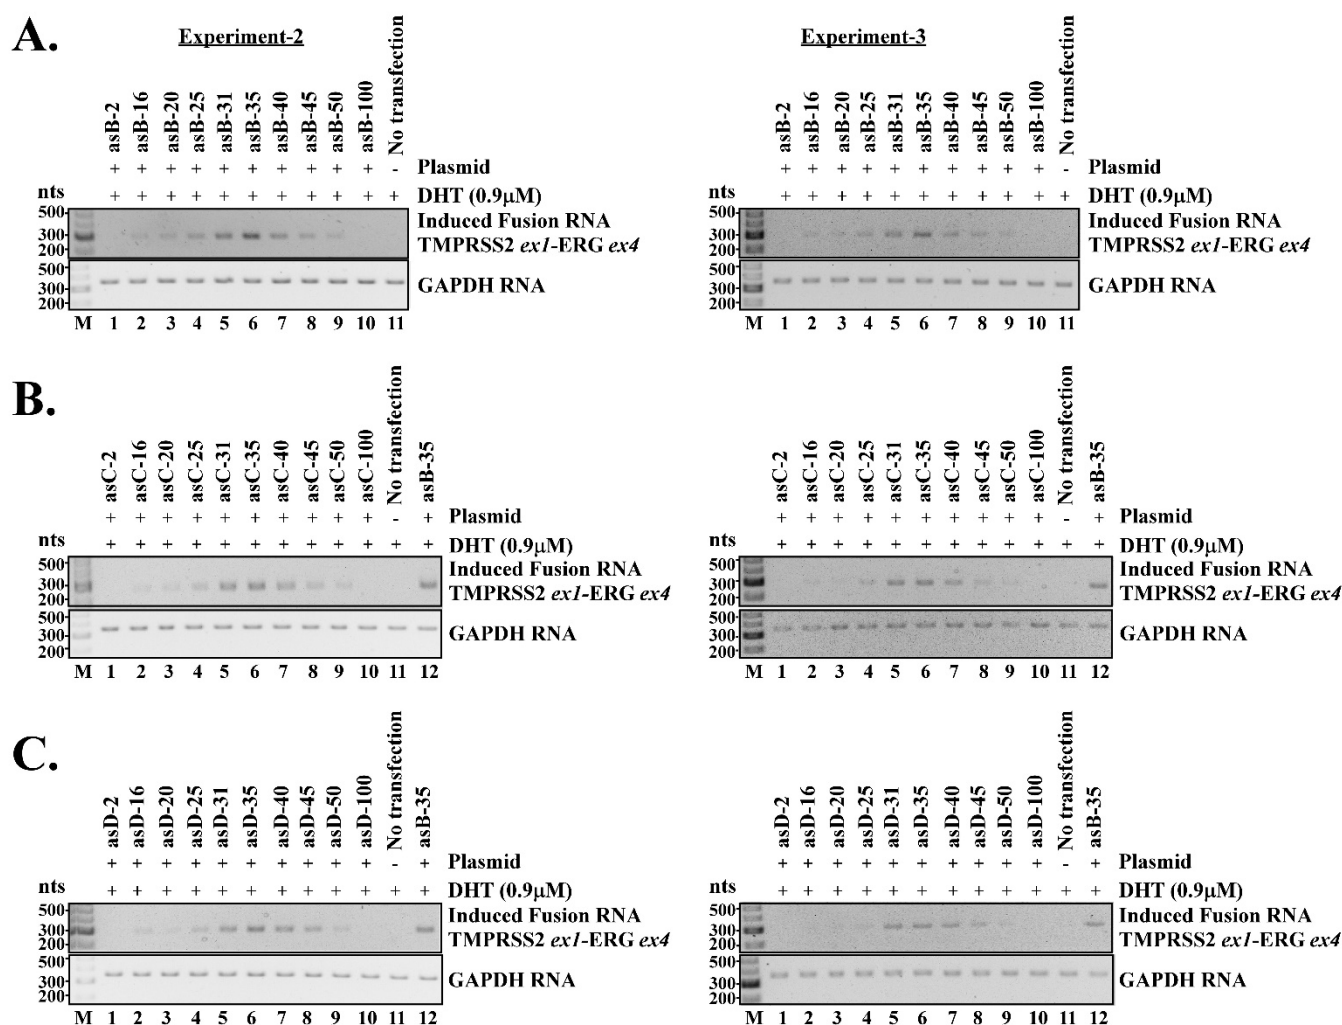 A.
Experiment-2
asB-2 asB-16 asB-20 asB-25 asB-31 asB-35 asB-40 asB-45 asB-50 asB-100 No transfection
+ + + + + + + + + + - Plasmid
nts + + + + + + + + + + + DHT (0.9μM)
500 Induced Fusion RNA
300 TMPRSS2 ex1-ERG ex4
200
500
300 GAPDH RNA
200
M 1 2 3 4 5 6 7 8 9 10 11
Experiment-3
asB-2 asB-16 asB-20 asB-25 asB-31 asB-35 asB-40 asB-45 asB-50 asB-100 No transfection
+ + + + + + + + + + - Plasmid
nts + + + + + + + + + + + DHT (0.9μM)
500 Induced Fusion RNA
300 TMPRSS2 ex1-ERG ex4
200
500
300 GAPDH RNA
200
M 1 2 3 4 5 6 7 8 9 10 11
B.
asC-2 asC-16 asC-20 asC-25 asC-31 asC-35 asC-40 asC-45 asC-50 asC-100 No transfection asB-35
+ + + + + + + + + + - + Plasmid
nts + + + + + + + + + + + + DHT (0.9μM)
500 Induced Fusion RNA
300 TMPRSS2 ex1-ERG ex4
200
500
300 GAPDH RNA
200
M 1 2 3 4 5 6 7 8 9 10 11 12
asC-2 asC-16 asC-20 asC-25 asC-31 asC-35 asC-40 asC-45 asC-50 asC-100 No transfection asB-35
+ + + + + + + + + + - + Plasmid
nts + + + + + + + + + + + + DHT (0.9μM)
500 Induced Fusion RNA
300 TMPRSS2 ex1-ERG ex4
200
500
300 GAPDH RNA
200
M 1 2 3 4 5 6 7 8 9 10 11 12
C.
asD-2 asD-16 asD-20 asD-25 asD-31 asD-35 asD-40 asD-45 asD-50 asD-100 No transfection asB-35
+ + + + + + + + + + - + Plasmid
nts + + + + + + + + + + + + DHT (0.9μM)
500 Induced Fusion RNA
300 TMPRSS2 ex1-ERG ex4
200
500
300 GAPDH RNA
200
M 1 2 3 4 5 6 7 8 9 10 11 12
asD-2 asD-16 asD-20 asD-25 asD-31 asD-35 asD-40 asD-45 asD-50 asD-100 No transfection asB-35
+ + + + + + + + + + - + Plasmid
nts + + + + + + + + + + + + DHT (0.9μM)
500 Induced Fusion RNA
300 TMPRSS2 ex1-ERG ex4
200
500
300 GAPDH RNA
200
M 1 2 3 4 5 6 7 8 9 10 11 12